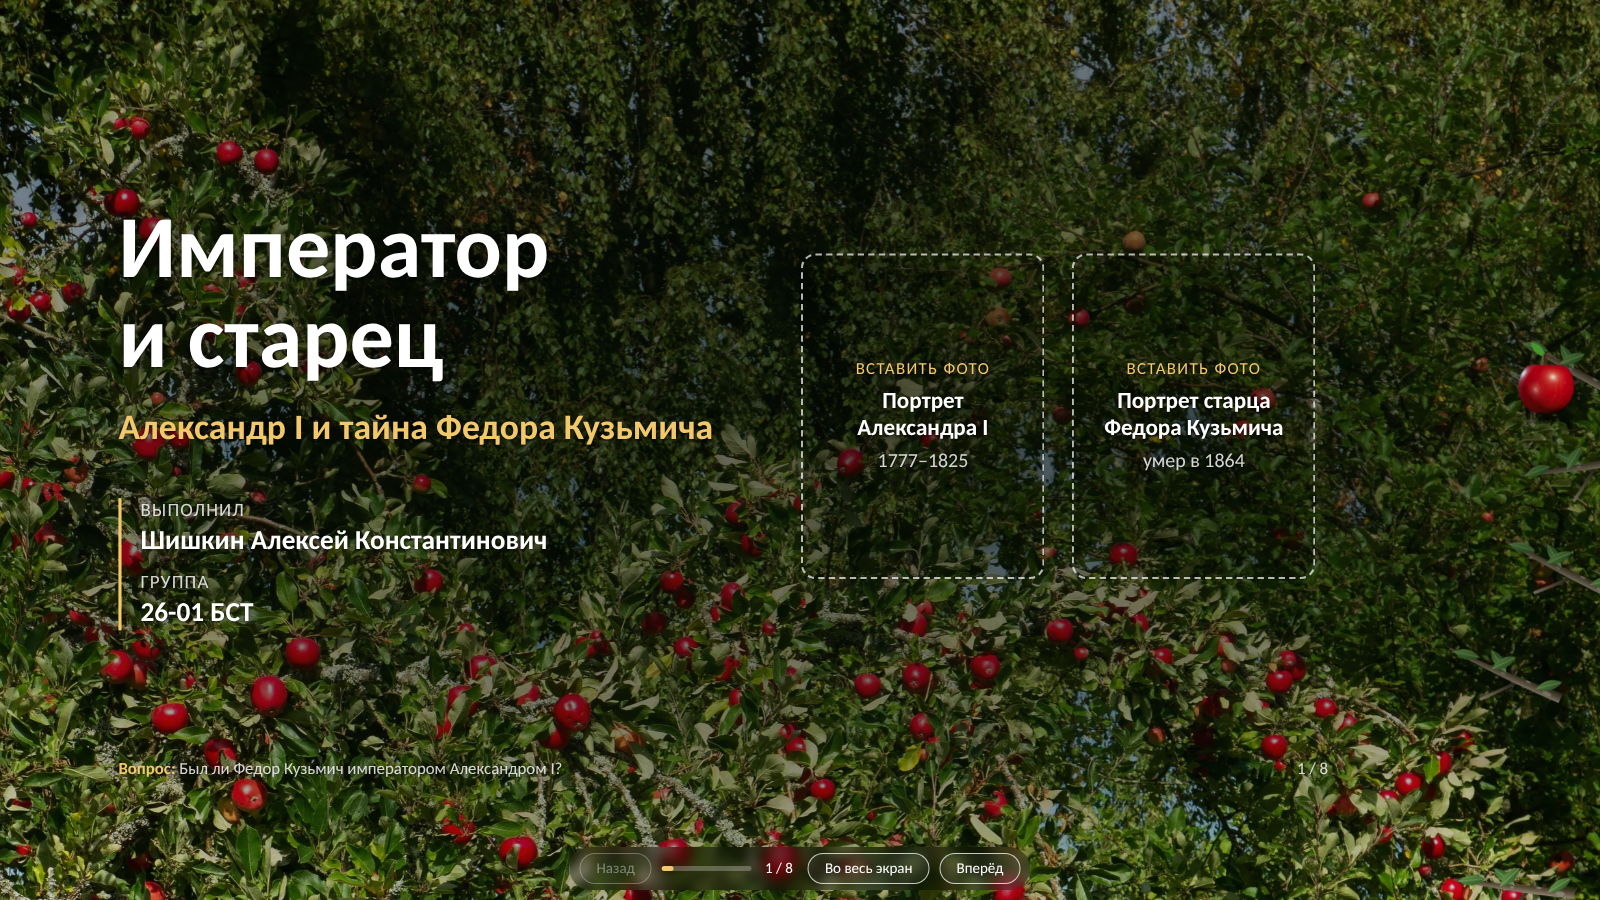 Император
и старец
Александр I и тайна Федора Кузьмича
ВЫПОЛНИЛ
Шишкин Алексей Константинович
ГРУППА
26-01 БСТ
ВСТАВИТЬ ФОТО
Портрет
Александра I
1777–1825
ВСТАВИТЬ ФОТО
Портрет старца
Федора Кузьмича
умер в 1864
Вопрос: Был ли Федор Кузьмич императором Александром I?
1 / 8
Назад
1 / 8
Во весь экран
Вперёд